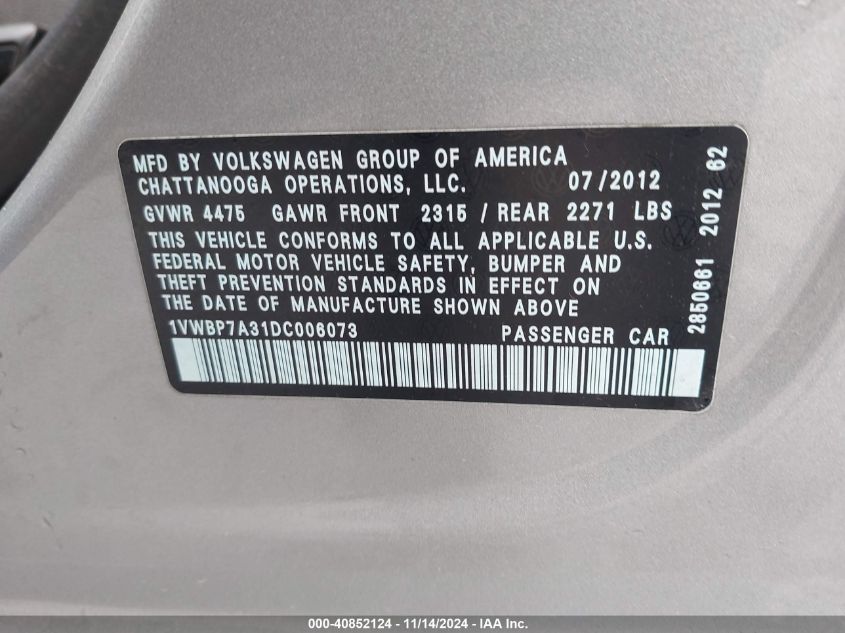 MFD BY VOLKSWAGEN GROUP OF AMERICA
CHATTANOOGA OPERATIONS, LLC. 07/2012
GVWR 4475 GAWR FRONT 2315 / REAR 2271 LBS
THIS VEHICLE CONFORMS TO ALL APPLICABLE U.S.
FEDERAL MOTOR VEHICLE SAFETY, BUMPER AND
THEFT PREVENTION STANDARDS IN EFFECT ON
THE DATE OF MANUFACTURE SHOWN ABOVE
1VWBP7A31DC006073 PASSENGER CAR
2850661 2012 62
000-40852124 - 11/14/2024 - IAA Inc.